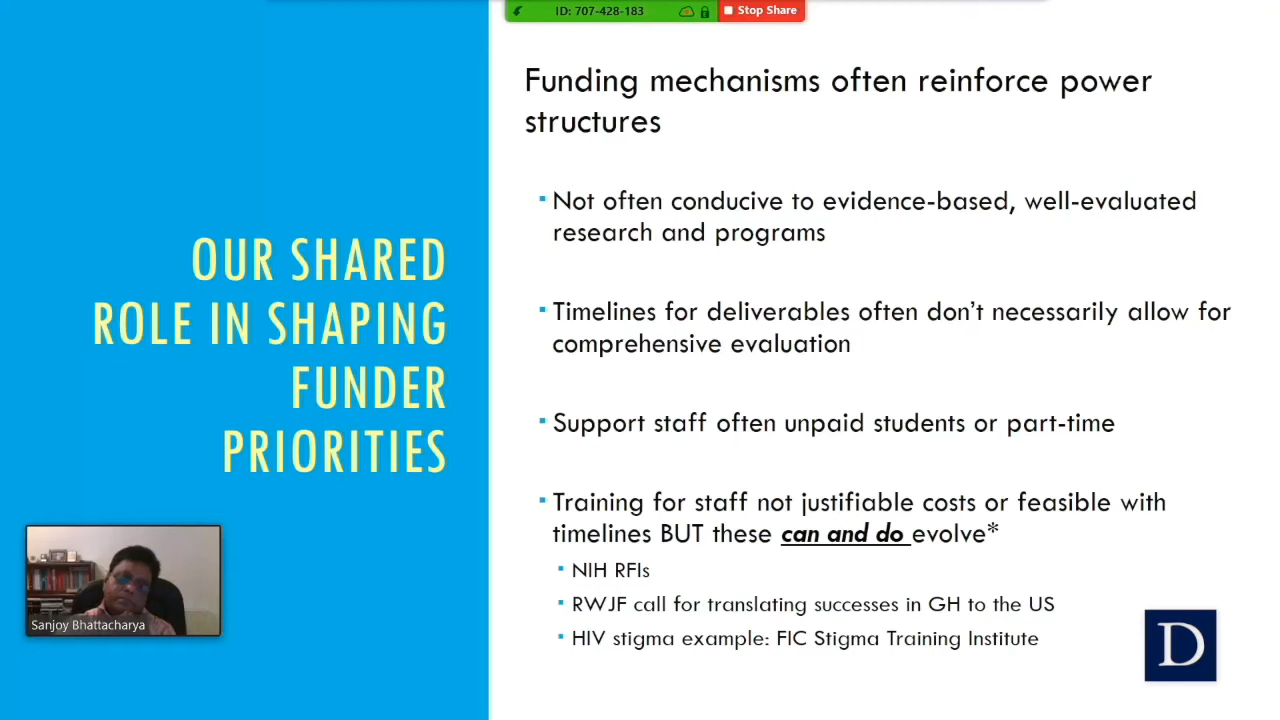 ID: 707-428-183
Stop Share
OUR SHARED
ROLE IN SHAPING
FUNDER
PRIORITIES
Funding mechanisms often reinforce power
structures
Not often conducive to evidence-based, well-evaluated
research and programs
Timelines for deliverables often don’t necessarily allow for
comprehensive evaluation
Support staff often unpaid students or part-time
Training for staff not justifiable costs or feasible with
timelines BUT these can and do evolve*
NIH RFIs
RWJF call for translating successes in GH to the US
HIV stigma example: FIC Stigma Training Institute
Sanjoy Bhattacharya
D